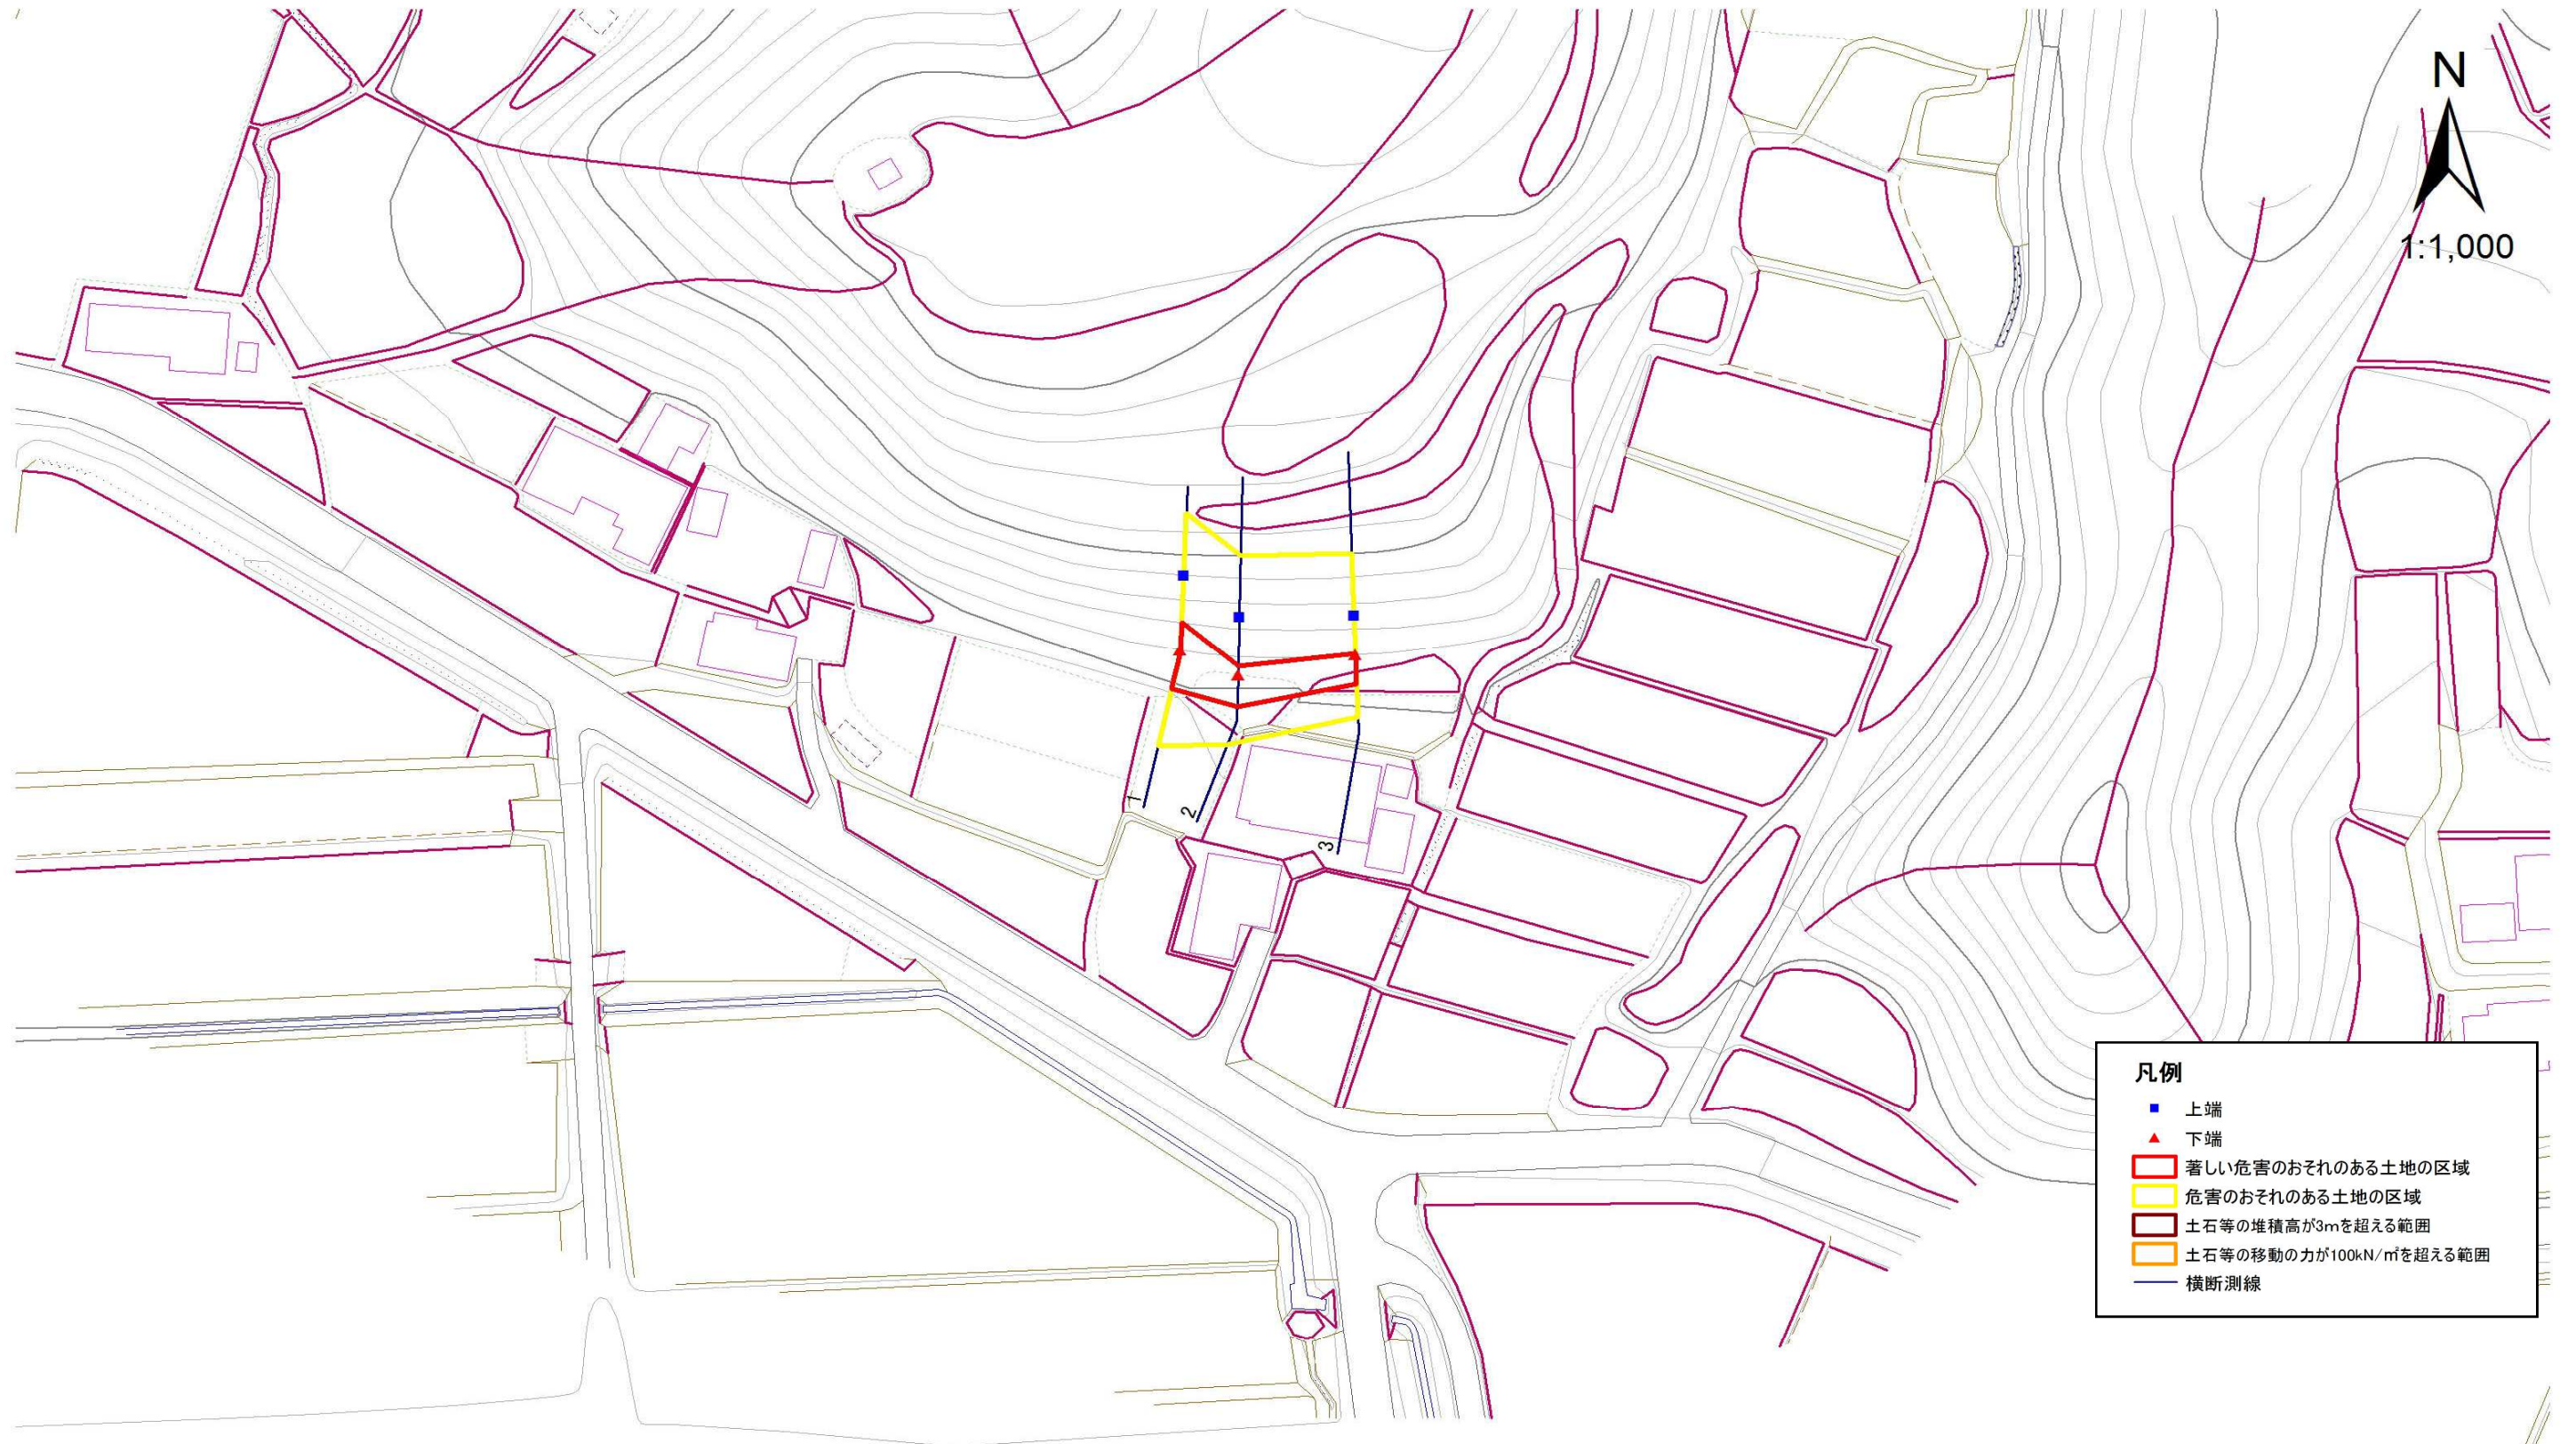 N
1:1,000
1
2
3
凡例
上端
下端
著しい危害のおそれのある土地の区域
危害のおそれのある土地の区域
土石等の堆積高が3mを超える範囲
土石等の移動の力が100kN/㎡を超える範囲
横断測線